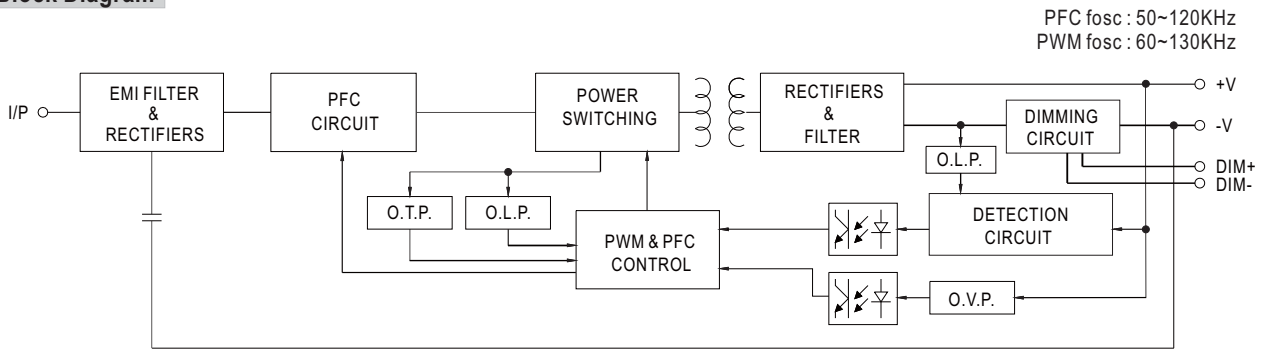 Block Diagram
PFC fosc : 50~120KHz
PWM fosc : 60~130KHz
I/P
EMI FILTER
&
RECTIFIERS
PFC
CIRCUIT
POWER
SWITCHING
RECTIFIERS
&
FILTER
DIMMING
CIRCUIT
+V
-V
DIM+
DIM-
O.L.P.
O.T.P.
O.L.P.
PWM & PFC
CONTROL
DETECTION
CIRCUIT
O.V.P.